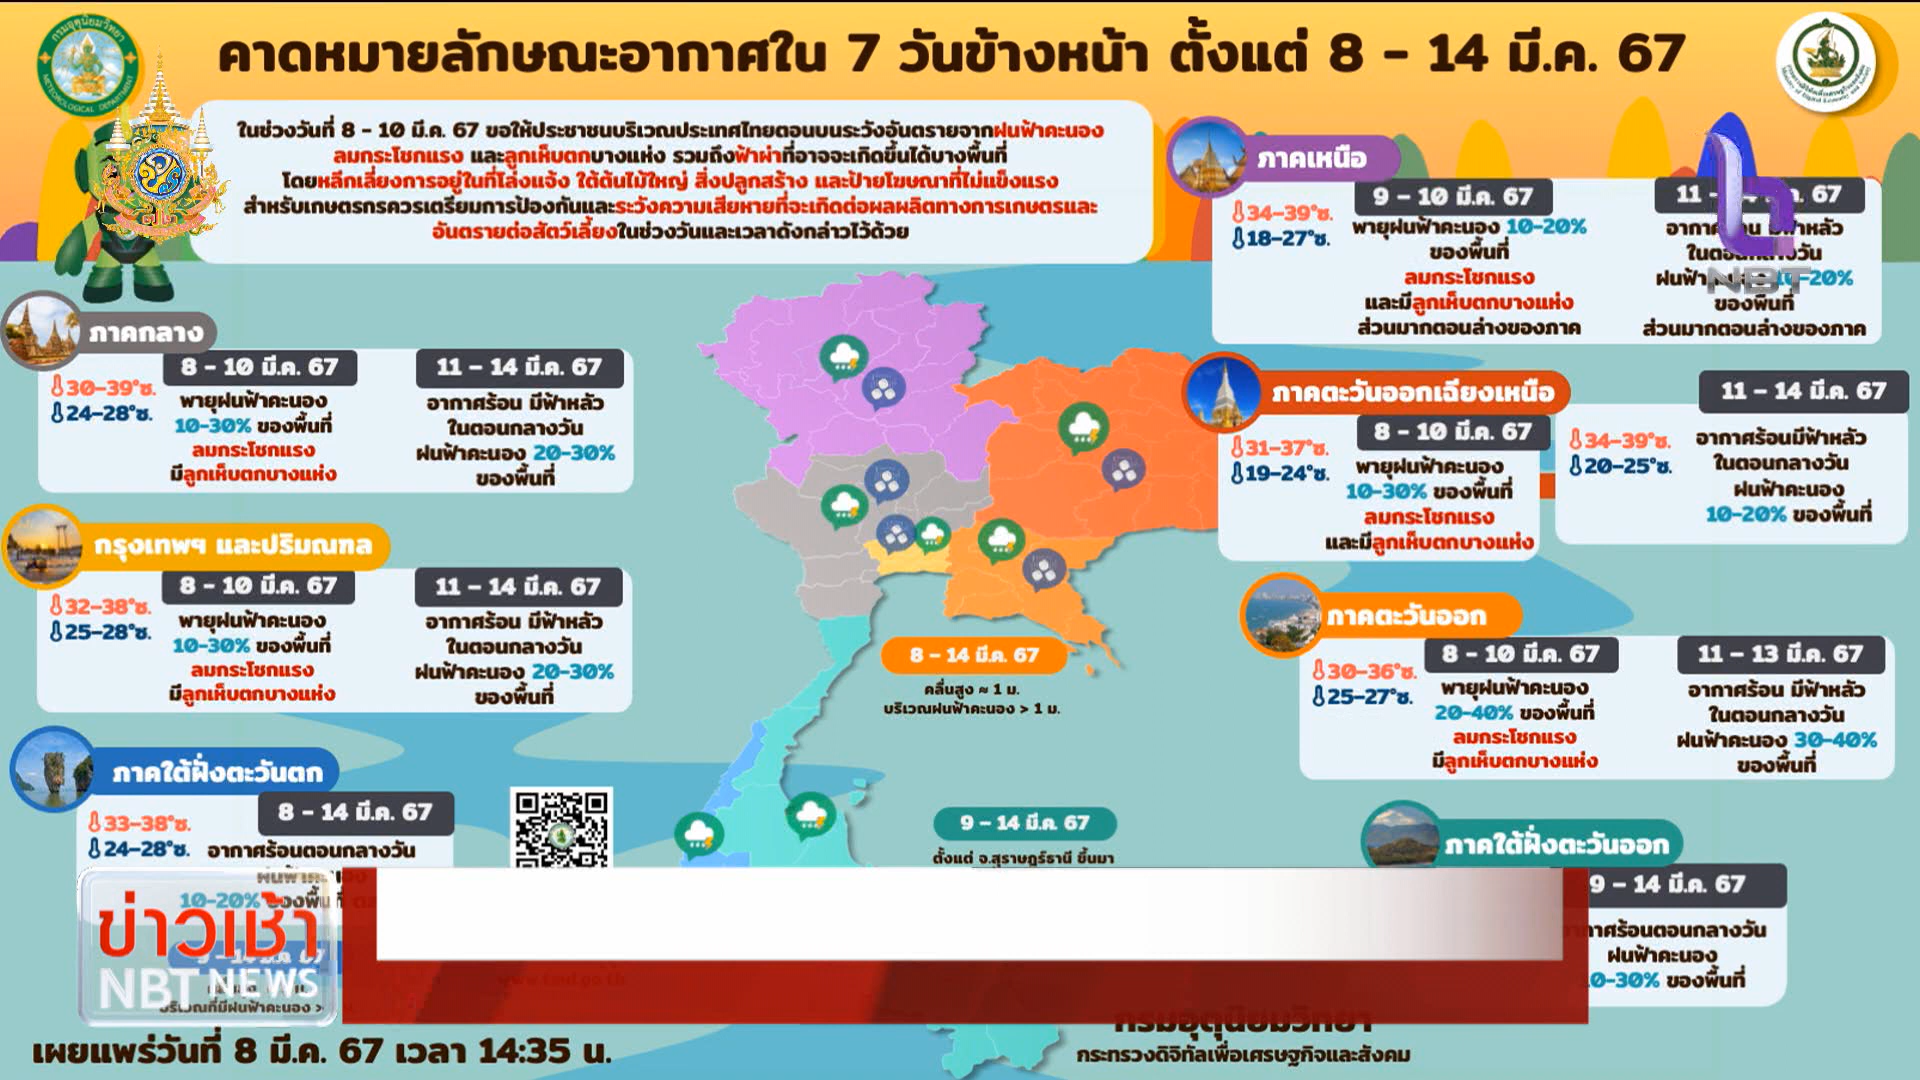 คาดหมายลักษณะอากาศใน 7 วันข้างหน้า ตั้งแต่ 8 - 14 มี.ค. 67
ในช่วงวันที่ 8 - 10 มี.ค. 67 ขอให้ประชาชนบริเวณประเทศไทยตอนบนระวังอันตรายจากฝนฟ้าคะนอง
ลมกระโชกแรง และลูกเห็บตกบางแห่ง รวมถึงฟ้าผ่าที่อาจจะเกิดขึ้นได้บางพื้นที่
โดยหลีกเลี่ยงการอยู่ในที่โล่งแจ้ง ใต้ต้นไม้ใหญ่ สิ่งปลูกสร้าง และป้ายโฆษณาที่ไม่แข็งแรง
สำหรับเกษตรกรควรเตรียมการป้องกันและระวังความเสียหายที่จะเกิดต่อผลผลิตทางการเกษตรและ
อันตรายต่อสัตว์เลี้ยงในช่วงวันและเวลาดังกล่าวไว้ด้วย
ภาคเหนือ
34-39°ซ.
18-27°ซ.
9 - 10 มี.ค. 67
พายุฝนฟ้าคะนอง 10-20%
ของพื้นที่
ลมกระโชกแรง
และมีลูกเห็บตกบางแห่ง
ส่วนมากตอนล่างของภาค
ของพื้นที่
ส่วนมากตอนล่างของภาค
NBT
ภาคกลาง
30-39°ซ.
24-28°ซ.
8 - 10 มี.ค. 67
พายุฝนฟ้าคะนอง
10-30% ของพื้นที่
ลมกระโชกแรง
มีลูกเห็บตกบางแห่ง
11 - 14 มี.ค. 67
อากาศร้อน มีฟ้าหลัว
ในตอนกลางวัน
ฝนฟ้าคะนอง 20-30%
ของพื้นที่
ภาคตะวันออกเฉียงเหนือ
31-37°ซ.
19-24°ซ.
8 - 10 มี.ค. 67
พายุฝนฟ้าคะนอง
10-30% ของพื้นที่
ลมกระโชกแรง
และมีลูกเห็บตกบางแห่ง
34-39°ซ.
20-25°ซ.
11 - 14 มี.ค. 67
อากาศร้อนมีฟ้าหลัว
ในตอนกลางวัน
ฝนฟ้าคะนอง
10-20% ของพื้นที่
กรุงเทพฯ และปริมณฑล
32-38°ซ.
25-28°ซ.
8 - 10 มี.ค. 67
พายุฝนฟ้าคะนอง
10-30% ของพื้นที่
ลมกระโชกแรง
มีลูกเห็บตกบางแห่ง
11 - 14 มี.ค. 67
อากาศร้อน มีฟ้าหลัว
ในตอนกลางวัน
ฝนฟ้าคะนอง 20-30%
ของพื้นที่
ภาคตะวันออก
30-36°ซ.
25-27°ซ.
8 - 10 มี.ค. 67
พายุฝนฟ้าคะนอง
20-40% ของพื้นที่
ลมกระโชกแรง
มีลูกเห็บตกบางแห่ง
11 - 13 มี.ค. 67
อากาศร้อน มีฟ้าหลัว
ในตอนกลางวัน
ฝนฟ้าคะนอง 30-40%
ของพื้นที่
8 - 14 มี.ค. 67
คลื่นสูง ≈ 1 ม.
บริเวณฝนฟ้าคะนอง > 1 ม.
ภาคใต้ฝั่งตะวันตก
33-38°ซ.
24-28°ซ.
8 - 14 มี.ค. 67
อากาศร้อนตอนกลางวัน
10-20%
9 - 14 มี.ค. 67
ตั้งแต่ จ.สุราษฎร์ธานี ขึ้นมา
ภาคใต้ฝั่งตะวันออก
9 - 14 มี.ค. 67
ฝนฟ้าคะนอง
ของพื้นที่
ข่าวเช้า
NBT NEWS
บริเวณที่มีฝนฟ้าคะนอง >
เผยแพร่วันที่ 8 มี.ค. 67 เวลา 14:35 น.
กรมอุตุนิยมวิทยา
กระทรวงดิจิทัลเพื่อเศรษฐกิจและสังคม